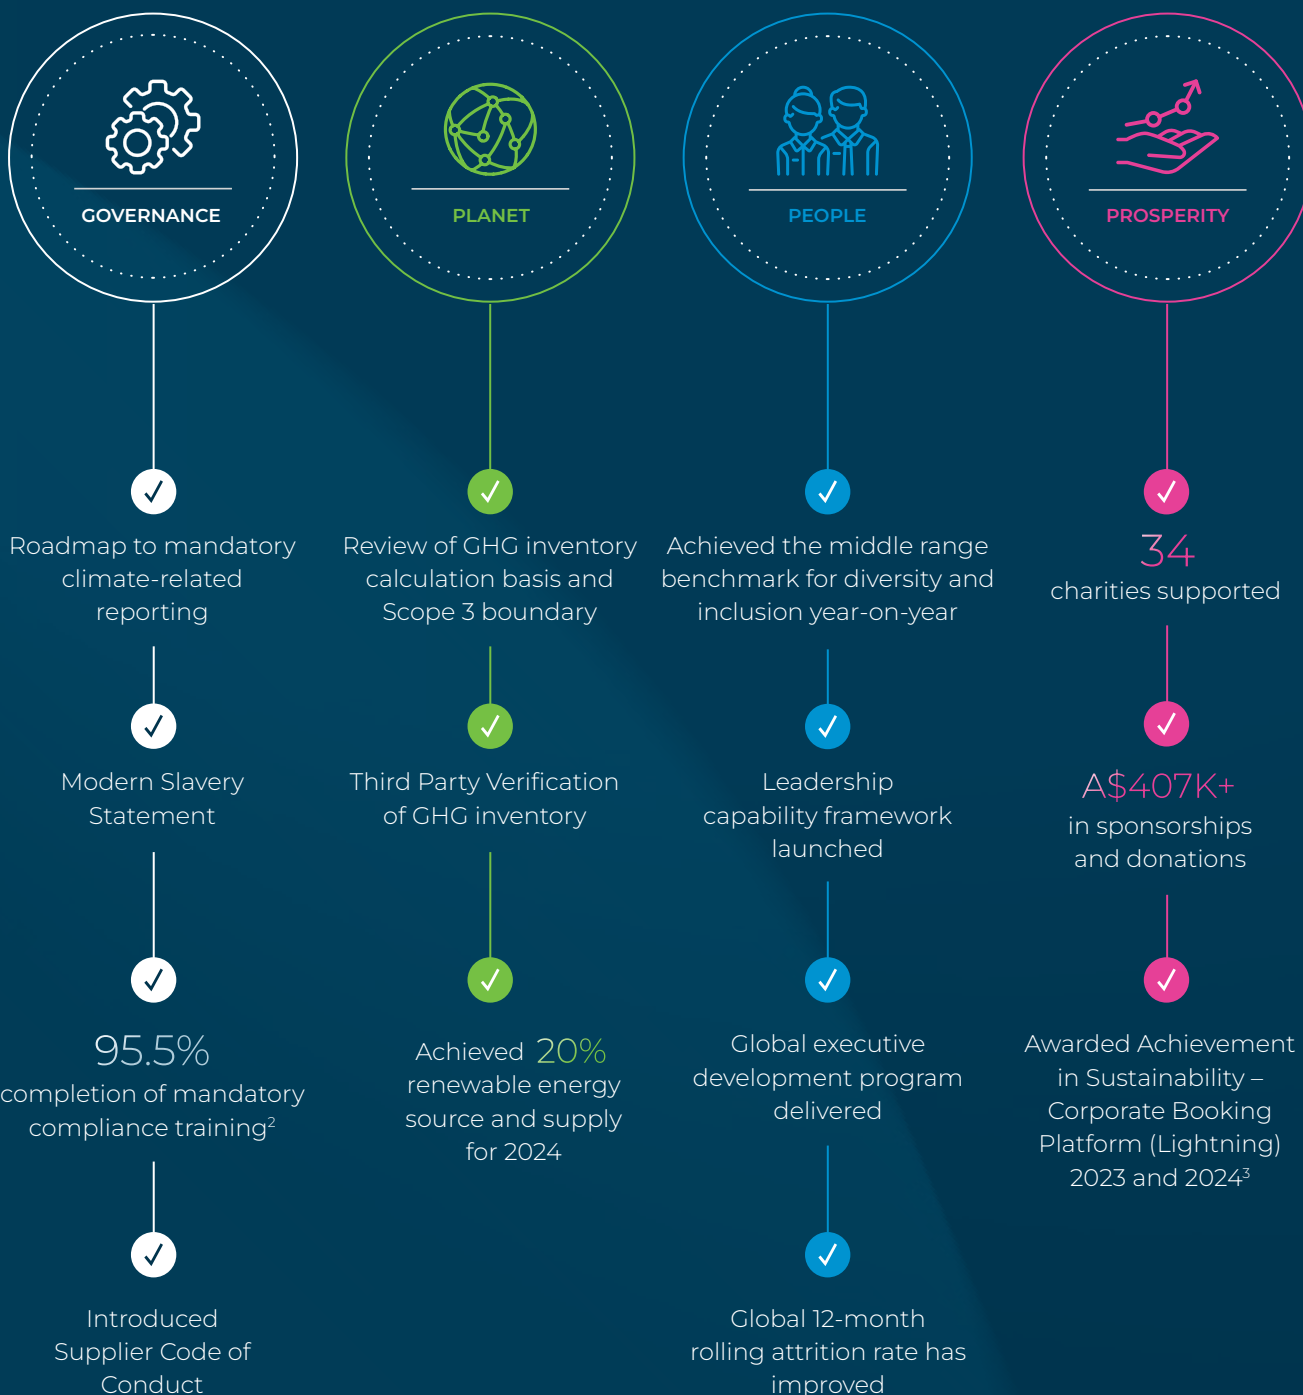 GOVERNANCE
Roadmap to mandatory
climate-related
reporting
Modern Slavery
Statement
95.5%
completion of mandatory
compliance training²
Introduced
Supplier Code of
Conduct
PLANET
Review of GHG inventory
calculation basis and
Scope 3 boundary
Third Party Verification
of GHG inventory
Achieved 20%
renewable energy
source and supply
for 2024
PEOPLE
Achieved the middle range
benchmark for diversity and
inclusion year-on-year
Leadership
capability framework
launched
Global executive
development program
delivered
Global 12-month
rolling attrition rate has
improved
PROSPERITY
34
charities supported
A$407K+
in sponsorships
and donations
Awarded Achievement
in Sustainability –
Corporate Booking
Platform (Lightning)
2023 and 2024³